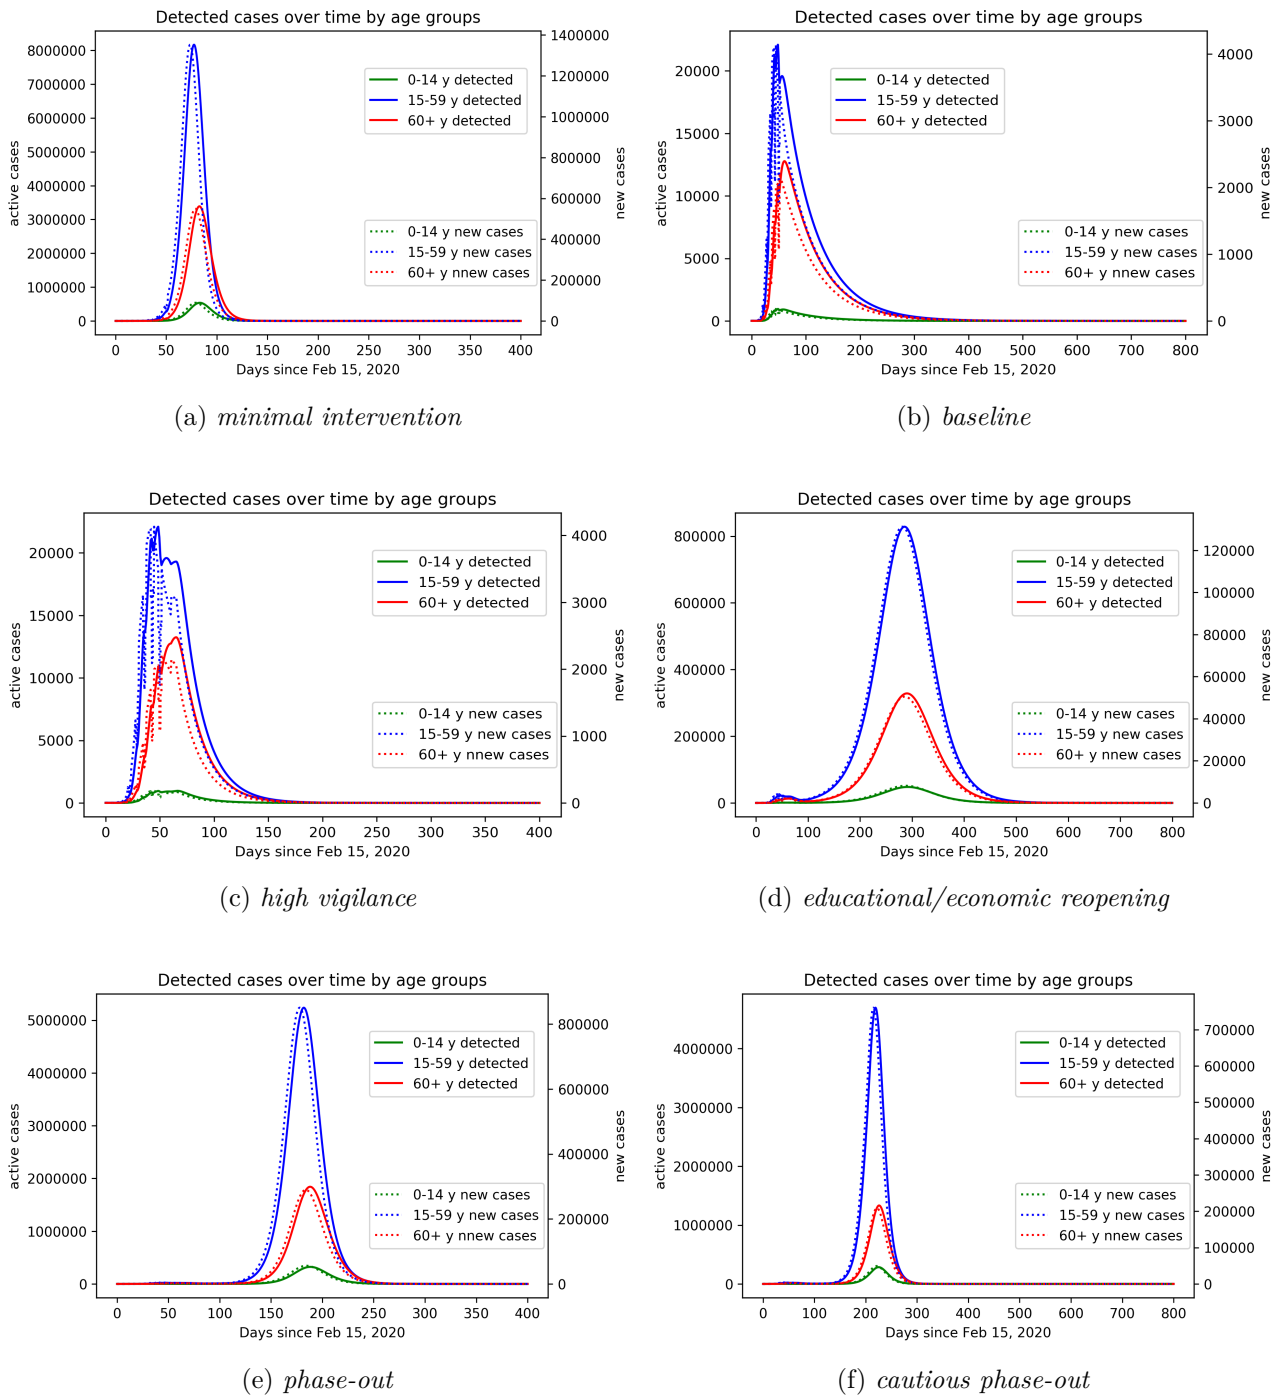 Detected cases over time by age groups
8000000
7000000
6000000
5000000
4000000
3000000
2000000
1000000
0
active cases
1400000
1200000
1000000
800000
600000
400000
200000
0
new cases
0-14 y detected
15-59 y detected
60+ y detected
0-14 y new cases
15-59 y new cases
60+ y nnew cases
0 50 100 150 200 250 300 350 400
Days since Feb 15, 2020
(a) minimal intervention
Detected cases over time by age groups
20000
15000
10000
5000
0
active cases
4000
3000
2000
1000
0
new cases
0-14 y detected
15-59 y detected
60+ y detected
0-14 y new cases
15-59 y new cases
60+ y nnew cases
0 100 200 300 400 500 600 700 800
Days since Feb 15, 2020
(b) baseline
Detected cases over time by age groups
20000
15000
10000
5000
0
active cases
4000
3000
2000
1000
0
new cases
0-14 y detected
15-59 y detected
60+ y detected
0-14 y new cases
15-59 y new cases
60+ y nnew cases
0 50 100 150 200 250 300 350 400
Days since Feb 15, 2020
(c) high vigilance
Detected cases over time by age groups
800000
600000
400000
200000
0
active cases
120000
100000
80000
60000
40000
20000
0
new cases
0-14 y detected
15-59 y detected
60+ y detected
0-14 y new cases
15-59 y new cases
60+ y nnew cases
0 100 200 300 400 500 600 700 800
Days since Feb 15, 2020
(d) educational/economic reopening
Detected cases over time by age groups
5000000
4000000
3000000
2000000
1000000
0
active cases
800000
600000
400000
200000
0
new cases
0-14 y detected
15-59 y detected
60+ y detected
0-14 y new cases
15-59 y new cases
60+ y nnew cases
0 50 100 150 200 250 300 350 400
Days since Feb 15, 2020
(e) phase-out
Detected cases over time by age groups
4000000
3000000
2000000
1000000
0
active cases
700000
600000
500000
400000
300000
200000
100000
0
new cases
0-14 y detected
15-59 y detected
60+ y detected
0-14 y new cases
15-59 y new cases
60+ y nnew cases
0 100 200 300 400 500 600 700 800
Days since Feb 15, 2020
(f) cautious phase-out